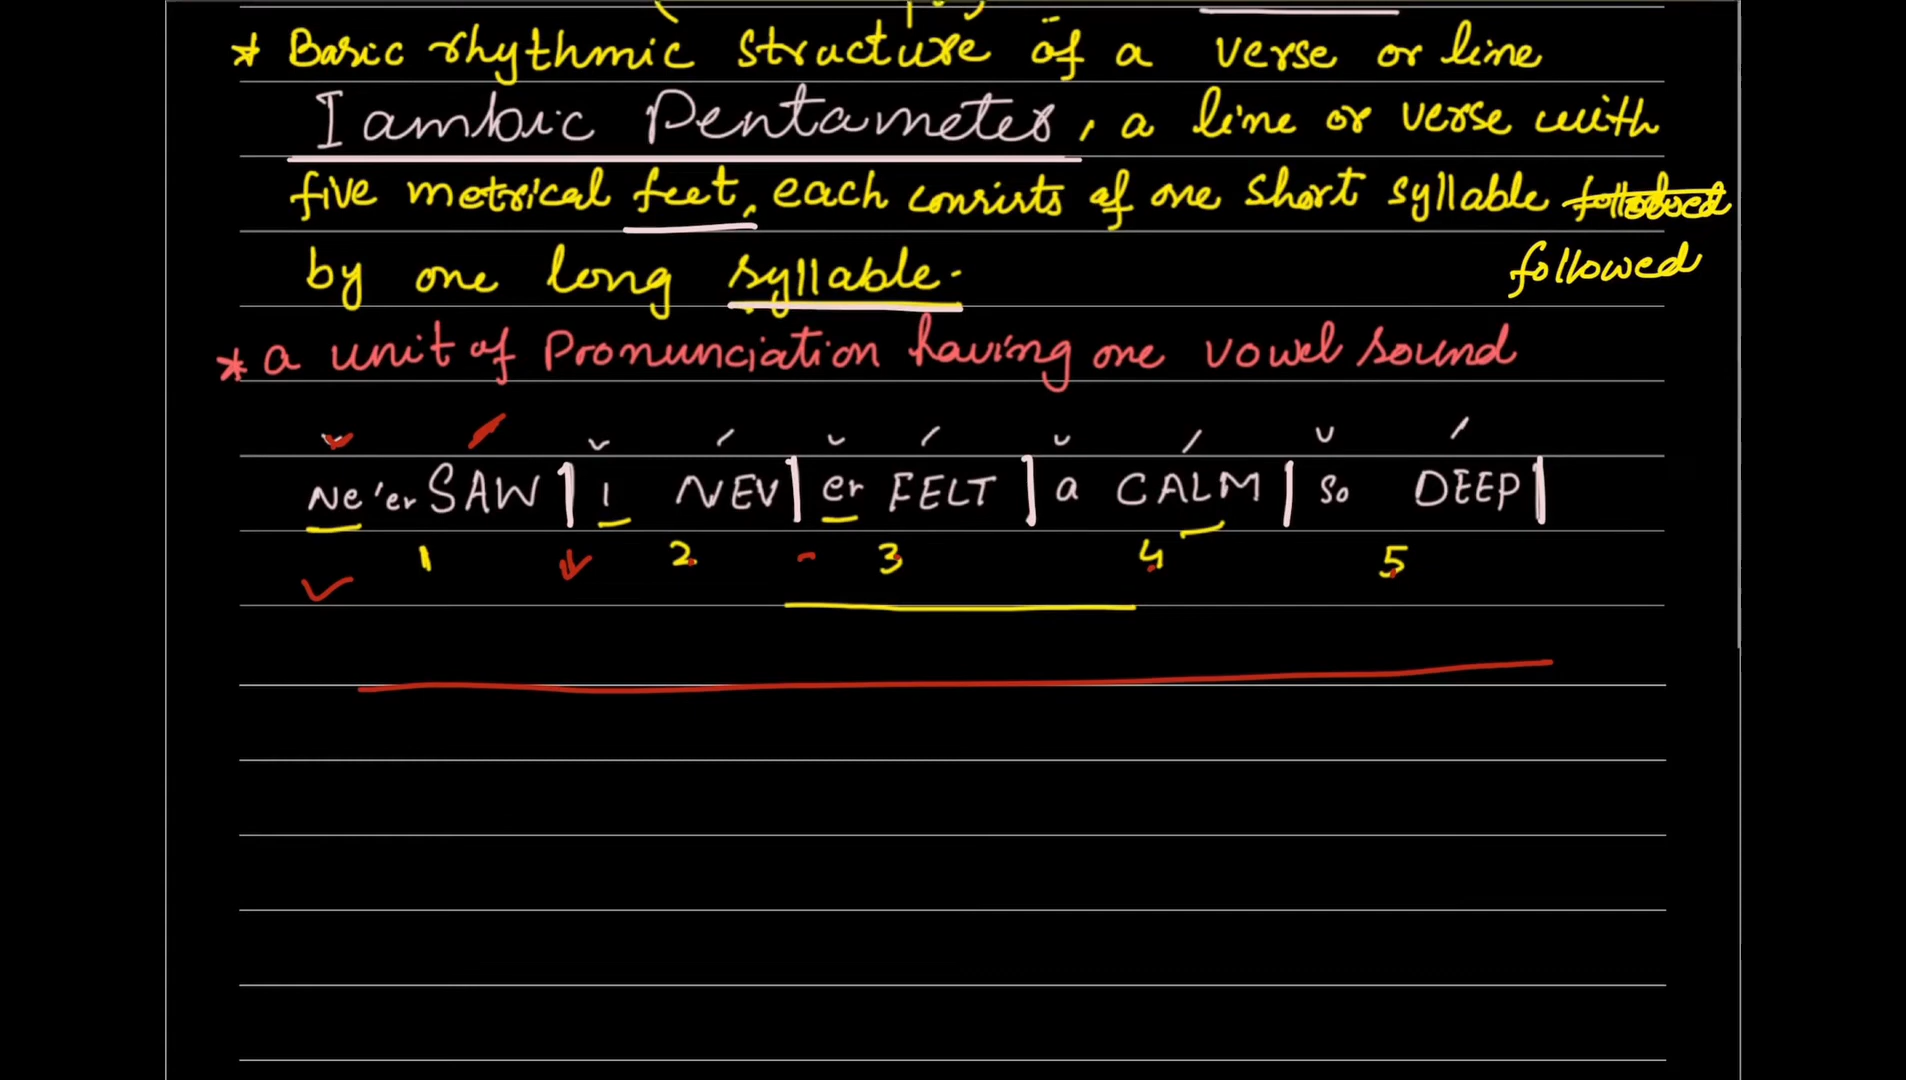 * Basic rhythmic structure of a verse or line
Iambic Pentameter, a line or verse with
five metrical feet, each consists of one short syllable followed
by one long syllable. followed
* a unit of Pronunciation having one vowel sound
Ne'er SAW | I NEV | er FELT | a CALM | so DEEP |
1 2 3 4 5